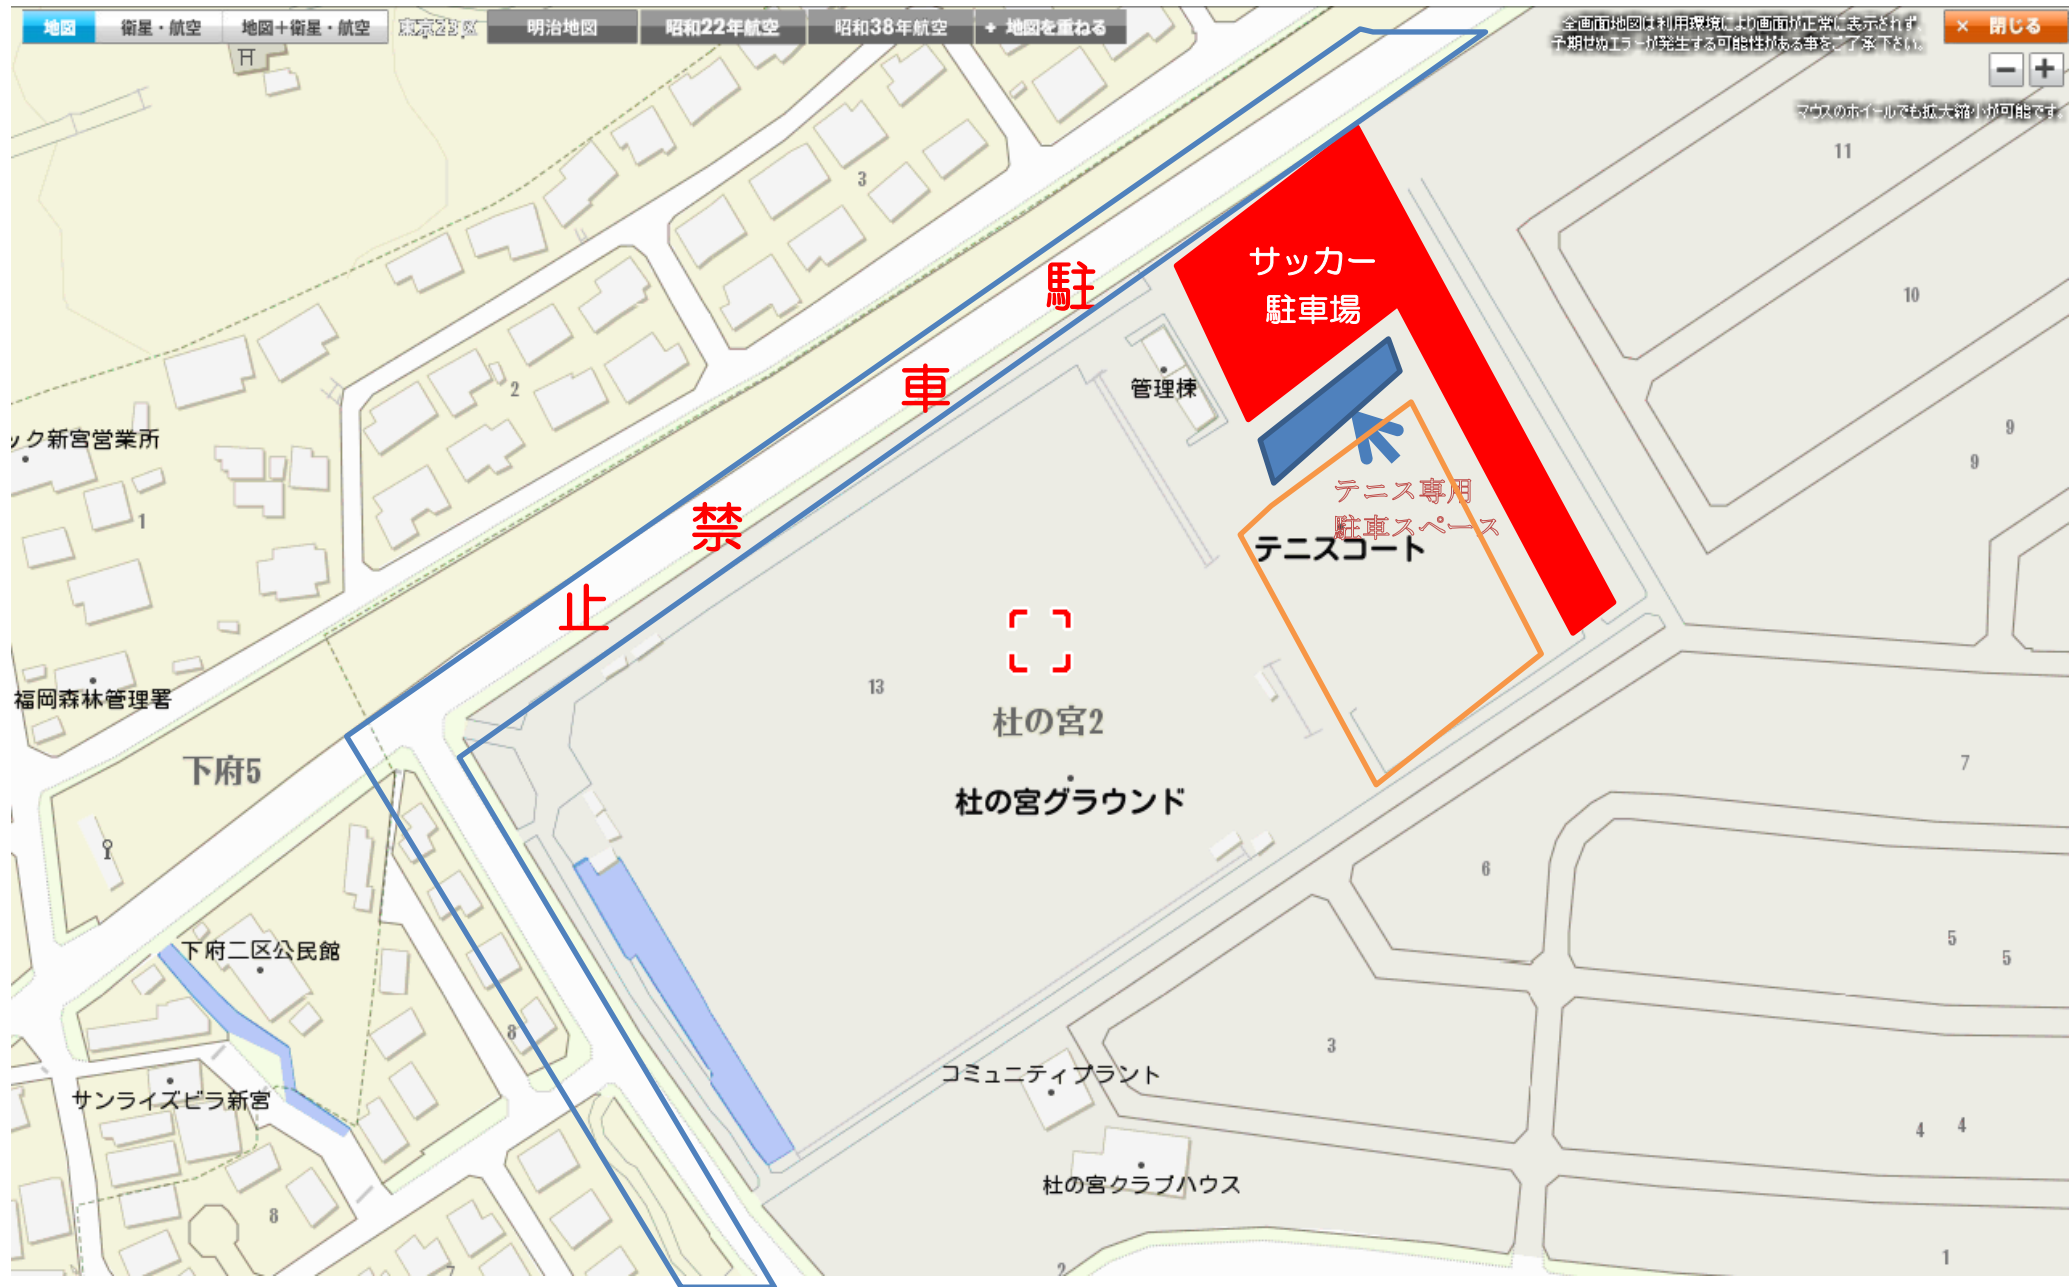 地図
衛星・航空
地図+衛星・航空
東京23区
明治地図
昭和22年航空
昭和38年航空
+ 地図を重ねる
全画面地図は利用環境により画面が正常に表示されず、
予期せぬエラーが発生する可能性がある事をご了承下さい。
× 閉じる
− +
マウスのホイールでも拡大縮小が可能です。
11
3
サッカー
駐車場
駐
10
車
管理棟
2
9
ック新宮営業所
9
テニス専用
駐車スペース
1
禁
テニスコート
止
13
福岡森林管理署
杜の宮2
下府5
7
杜の宮グラウンド
6
下府二区公民館
5
5
8
3
コミュニティプラント
サンライズビラ新宮
4
4
杜の宮クラブハウス
8
1
2
7